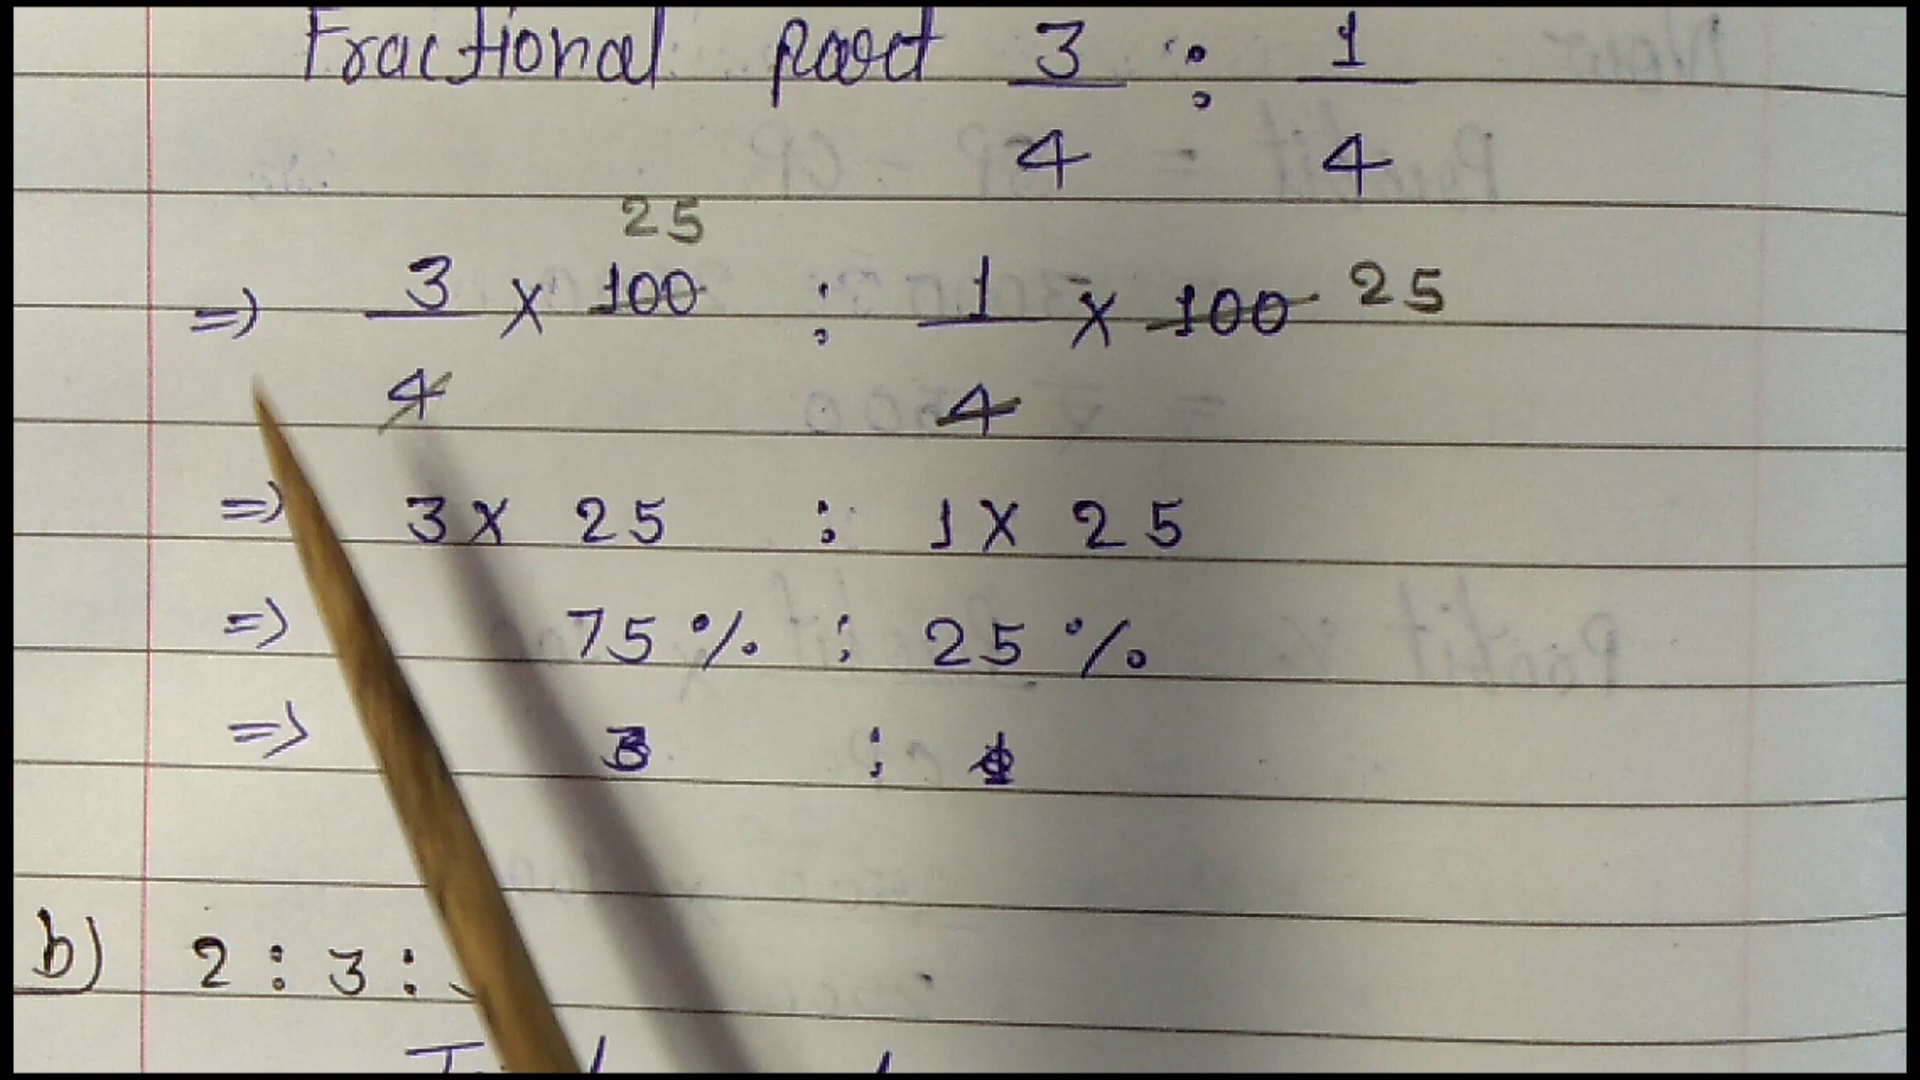 Fractional part 3/4 : 1/4
25
=> 3/4 X 100 : 1/4 X 100 25
=> 3 X 25 : 1 X 25
=> 75 % : 25 %
=> 3 : 1
b) 2 : 3 :